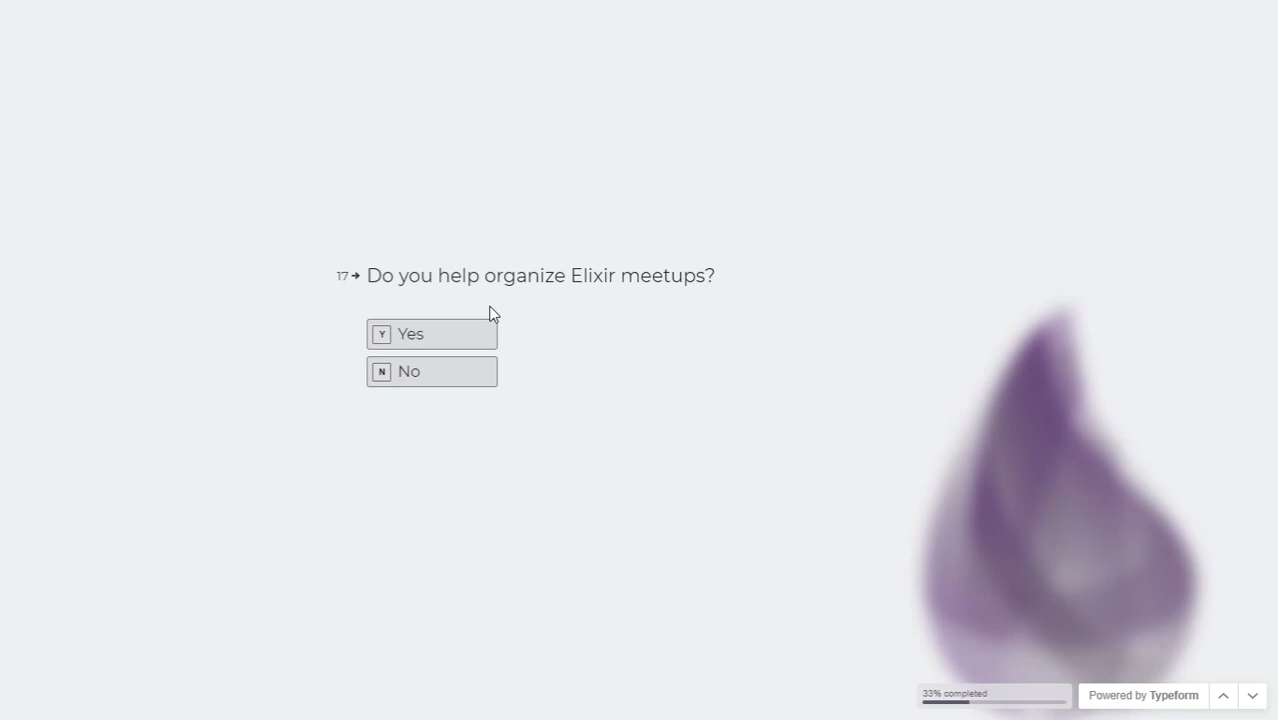 17 Do you help organize Elixir meetups?
Y Yes
N No
33% completed
Powered by Typeform